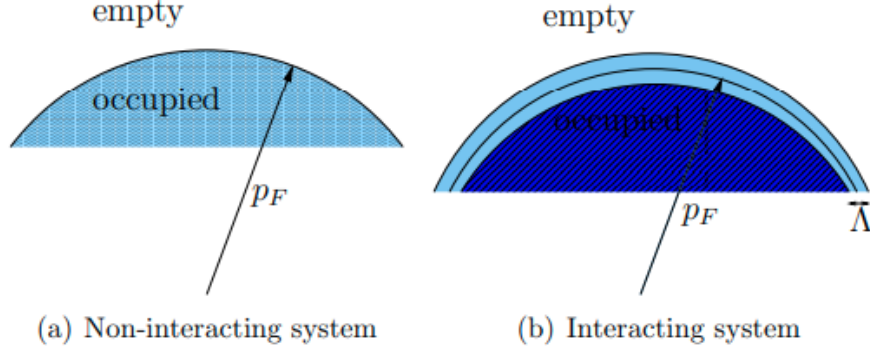 empty
occupied
p_F
(a) Non-interacting system
empty
occupied
p_F
Λ
(b) Interacting system